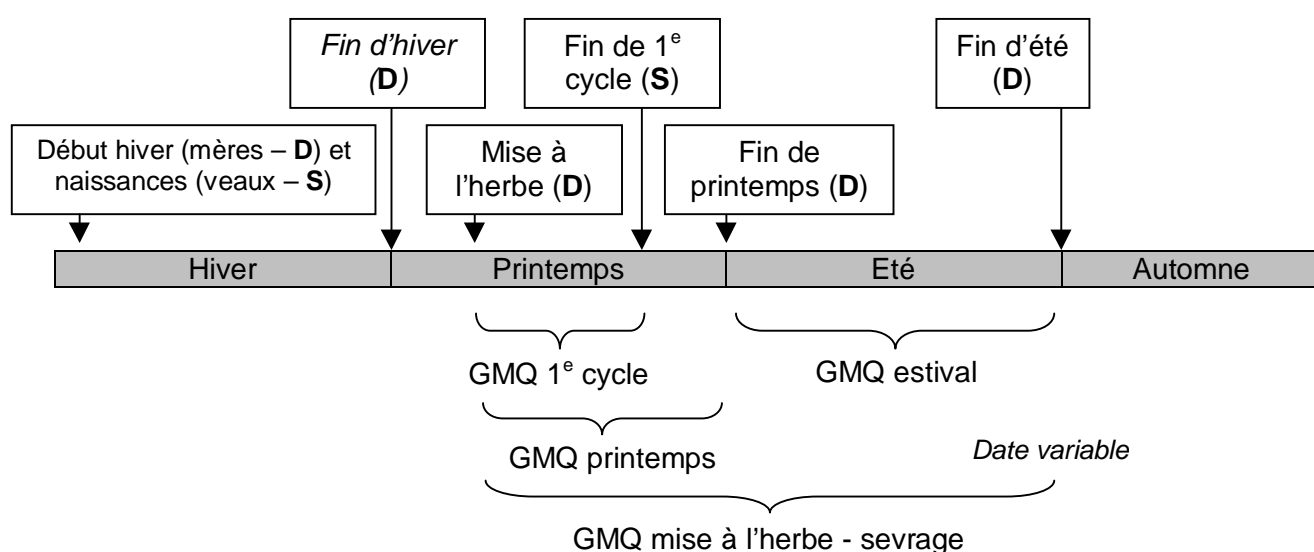 Fin d'hiver
(D)
Fin de 1e
cycle (S)
Fin d'été
(D)
Début hiver (mères – D) et
naissances (veaux – S)
Mise à
l'herbe (D)
Fin de
printemps (D)
Hiver
Printemps
Eté
Automne
GMQ 1e cycle
GMQ estival
GMQ printemps
Date variable
GMQ mise à l'herbe - sevrage